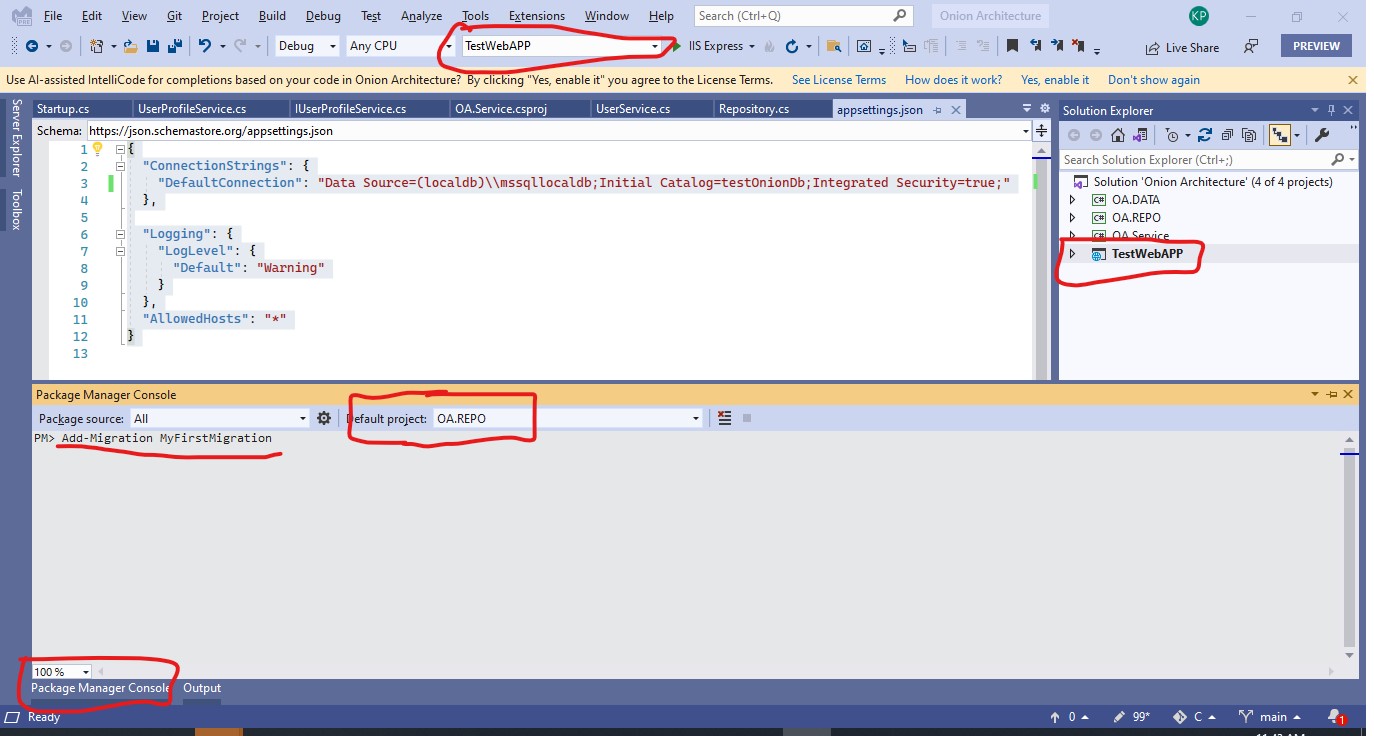 File Edit View Git Project Build Debug Test Analyze Tools Extensions Window Help Search (Ctrl+Q) Onion Architecture KP
Debug Any CPU TestWebAPP IIS Express Live Share PREVIEW
Use AI-assisted IntelliCode for completions based on your code in Onion Architecture? By clicking "Yes, enable it" you agree to the License Terms. See License Terms How does it work? Yes, enable it Don't show again
Server Explorer
Toolbox
Startup.cs UserProfileService.cs IUserProfileService.cs OA.Service.csproj UserService.cs Repository.cs appsettings.json
Schema: https://json.schemastore.org/appsettings.json
1 {
2 "ConnectionStrings": {
3 "DefaultConnection": "Data Source=(localdb)\\mssqllocaldb;Initial Catalog=testOnionDb;Integrated Security=true;"
4 },
5
6 "Logging": {
7 "LogLevel": {
8 "Default": "Warning"
9 }
10 },
11 "AllowedHosts": "*"
12 }
13
Solution Explorer
Search Solution Explorer (Ctrl+;)
Solution 'Onion Architecture' (4 of 4 projects)
C# OA.DATA
C# OA.REPO
C# OA.Service
TestWebAPP
Package Manager Console
Package source: All Default project: OA.REPO
PM> Add-Migration MyFirstMigration
100 %
Package Manager Console Output
Ready 0 99* C main 1